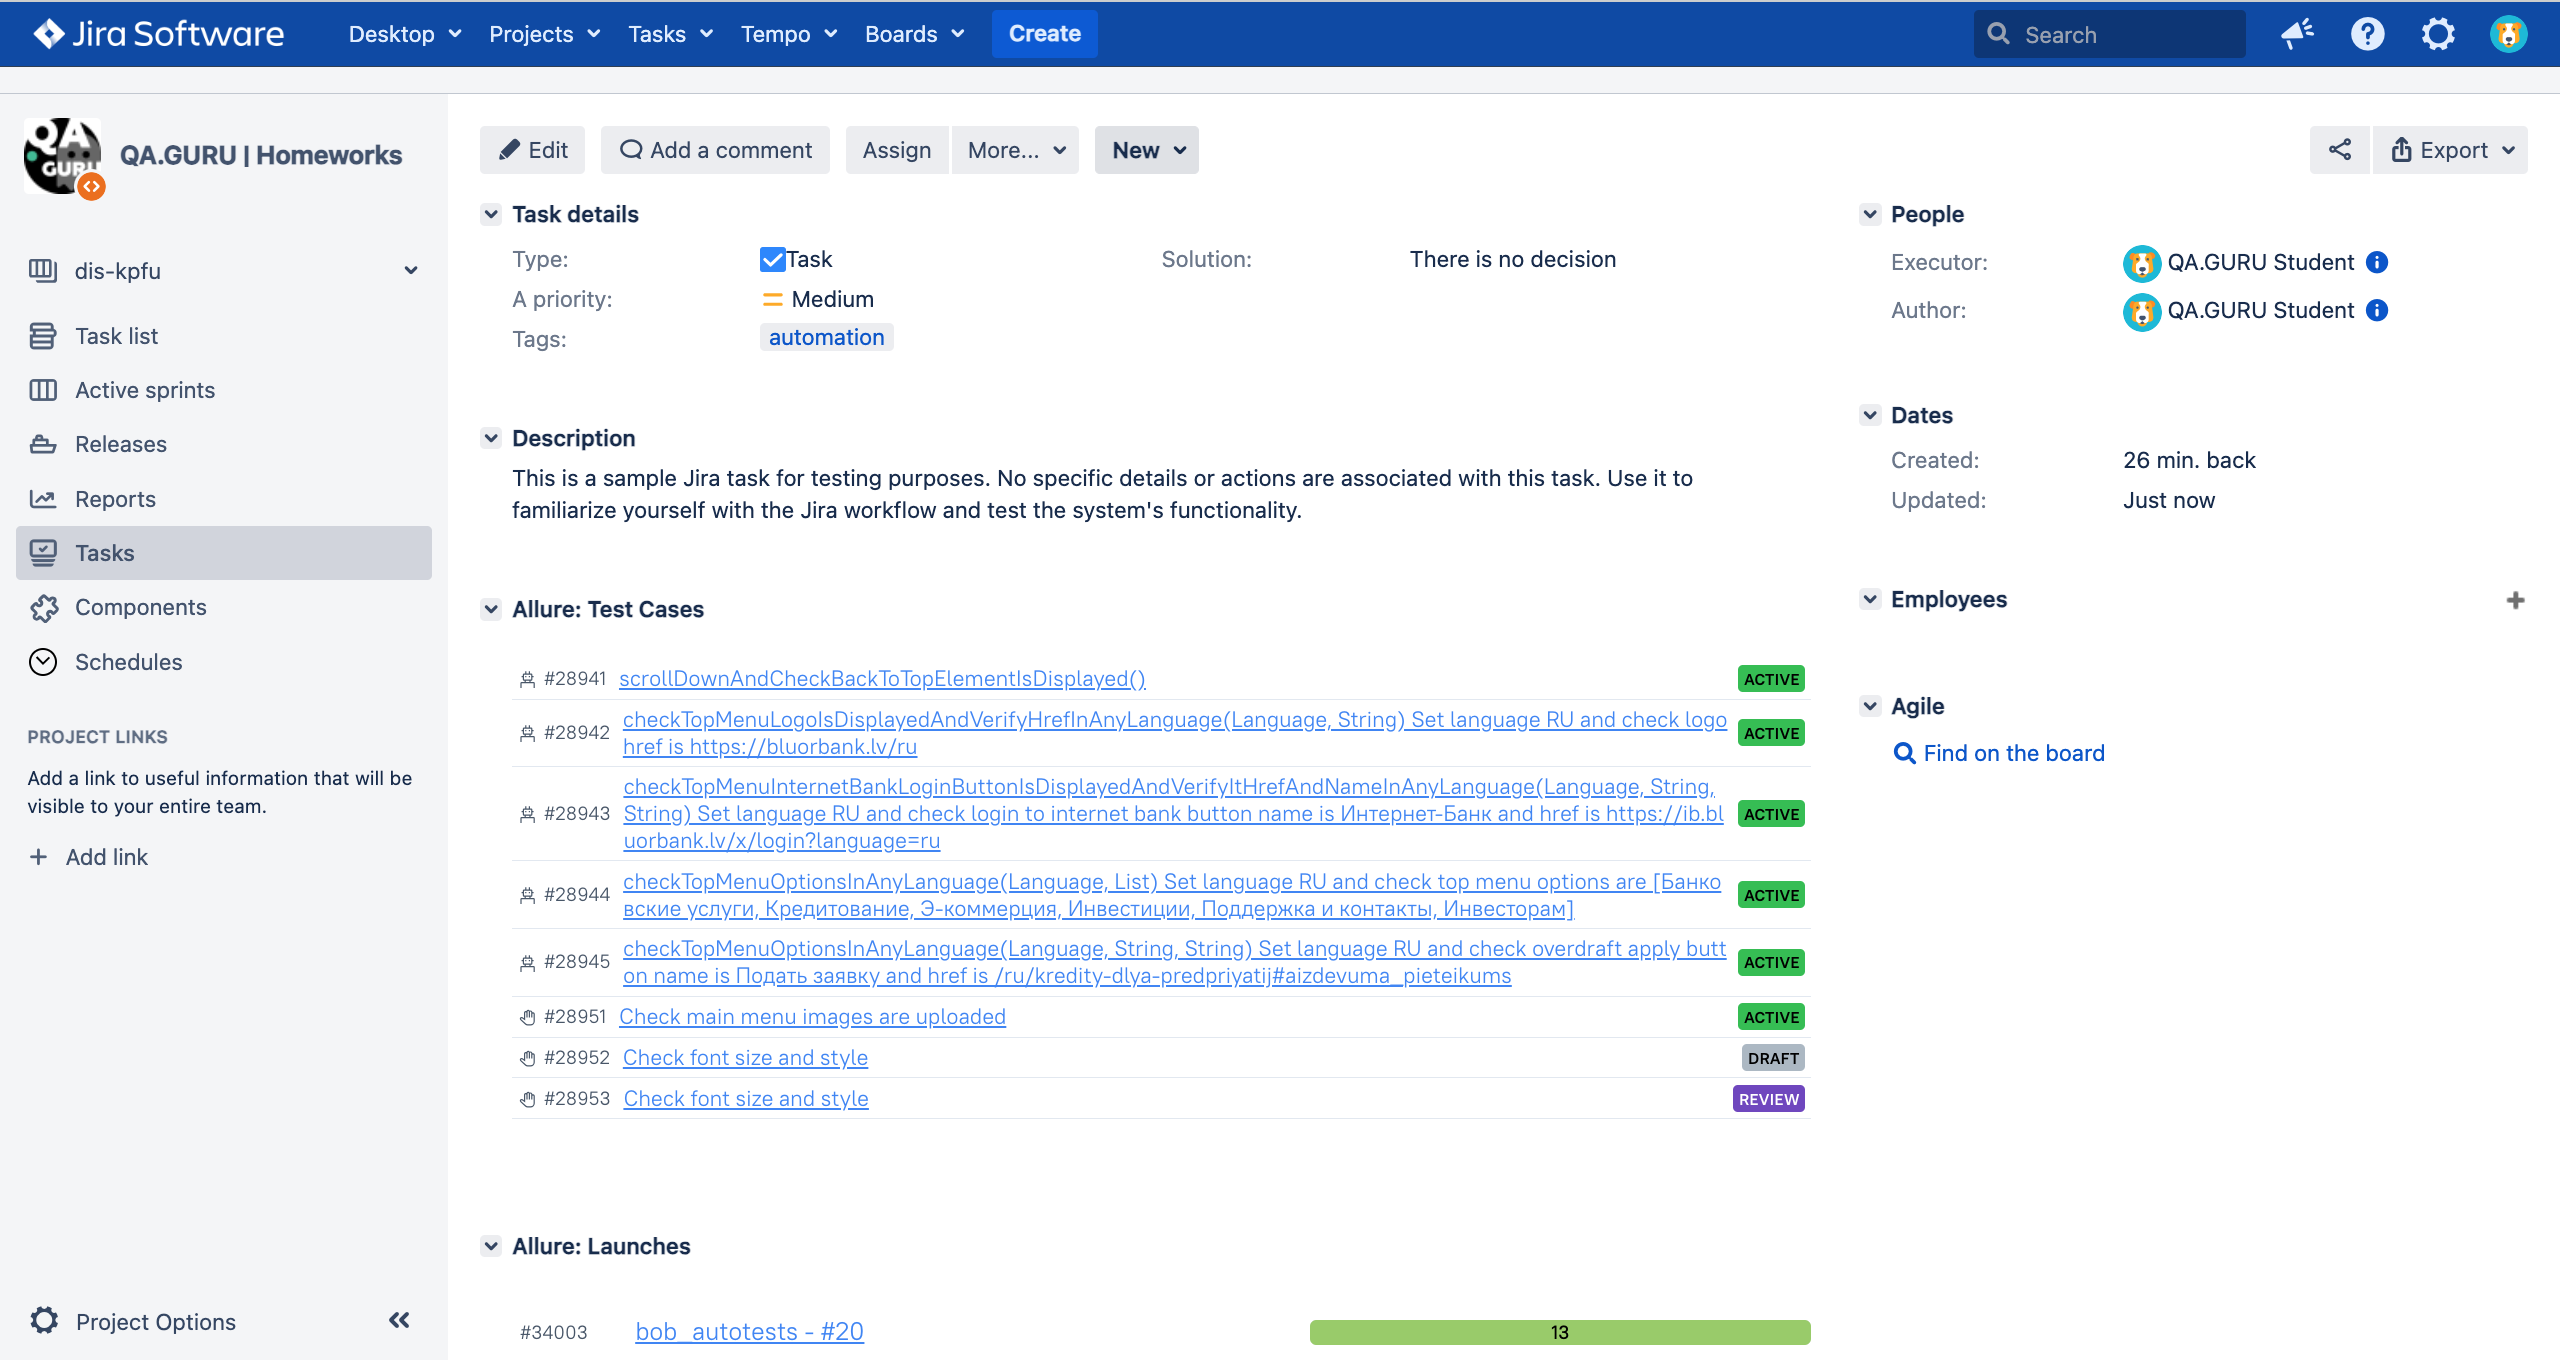 Jira Software
Desktop
Projects
Tasks
Tempo
Boards
Create
Search
QA GURU
QA.GURU | Homeworks
dis-kpfu
Task list
Active sprints
Releases
Reports
Tasks
Components
Schedules
PROJECT LINKS
Add a link to useful information that will be
visible to your entire team.
Add link
Project Options
Edit
Add a comment
Assign
More...
New
Export
Task details
Type: Task
Solution: There is no decision
A priority: Medium
Tags: automation
Description
This is a sample Jira task for testing purposes. No specific details or actions are associated with this task. Use it to
familiarize yourself with the Jira workflow and test the system's functionality.
Allure: Test Cases
#28941 scrollDownAndCheckBackToTopElementIsDisplayed() ACTIVE
#28942 checkTopMenuLogoIsDisplayedAndVerifyHrefInAnyLanguage(Language, String) Set language RU and check logo
href is https://bluorbank.lv/ru ACTIVE
checkTopMenuInternetBankLoginButtonIsDisplayedAndVerifyItHrefAndNameInAnyLanguage(Language, String,
#28943 String) Set language RU and check login to internet bank button name is Интернет-Банк and href is https://ib.bl ACTIVE
uorbank.lv/x/login?language=ru
#28944 checkTopMenuOptionsInAnyLanguage(Language, List) Set language RU and check top menu options are [Банко
вские услуги, Кредитование, Э-коммерция, Инвестиции, Поддержка и контакты, Инвесторам] ACTIVE
#28945 checkTopMenuOptionsInAnyLanguage(Language, String, String) Set language RU and check overdraft apply butt
on name is Подать заявку and href is /ru/kredity-dlya-predpriyatij#aizdevuma_pieteikums ACTIVE
#28951 Check main menu images are uploaded ACTIVE
#28952 Check font size and style DRAFT
#28953 Check font size and style REVIEW
Allure: Launches
#34003 bob_autotests - #20 13
People
Executor: QA.GURU Student
Author: QA.GURU Student
Dates
Created: 26 min. back
Updated: Just now
Employees
Agile
Find on the board